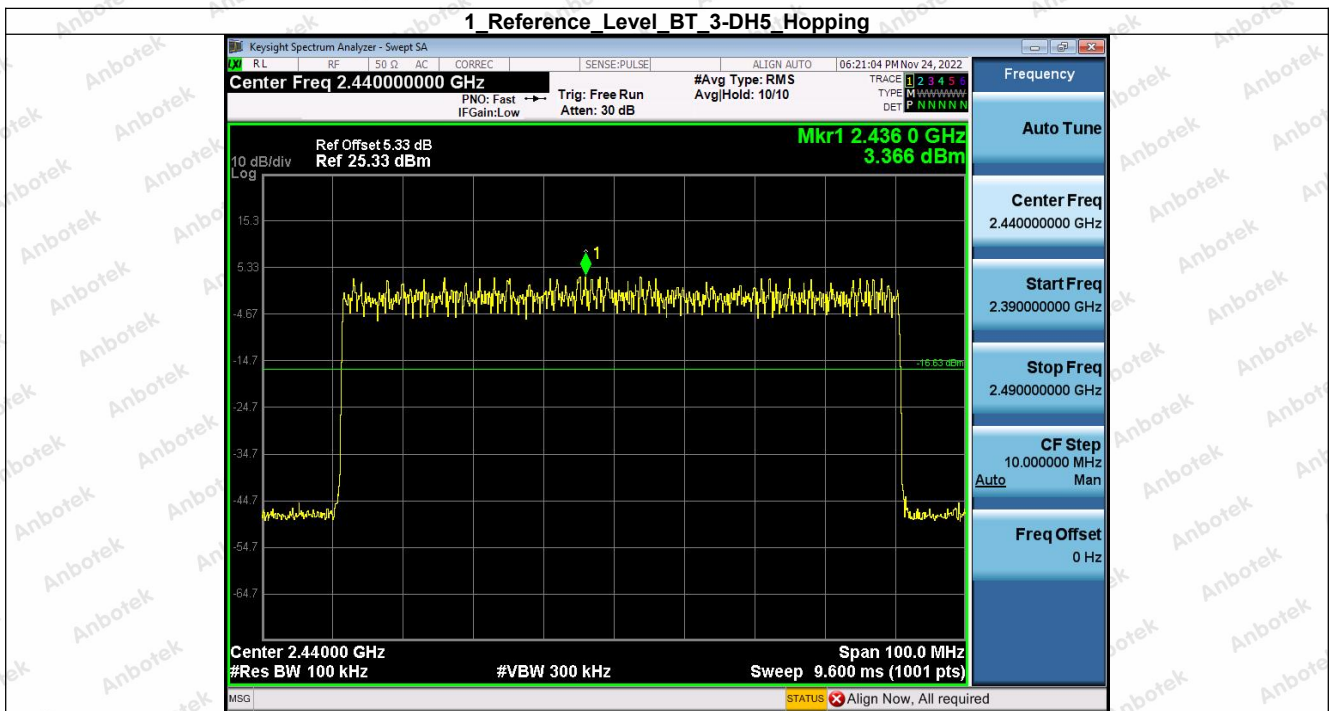 1_Reference_Level_BT_3-DH5_Hopping
Keysight Spectrum Analyzer - Swept SA
LXI RL RF 50 Ω AC CORREC SENSE:PULSE ALIGN AUTO 06:21:04 PM Nov 24, 2022
Center Freq 2.440000000 GHz
PNO: Fast
IFGain:Low
Trig: Free Run
Atten: 30 dB
#Avg Type: RMS
Avg|Hold: 10/10
TRACE 1 2 3 4 5 6
TYPE M WWWWW
DET P N N N N N
Mkr1 2.436 0 GHz
3.366 dBm
Ref Offset 5.33 dB
10 dB/div Ref 25.33 dBm
Log
15.3
5.33
-4.67
-14.7
-24.7
-34.7
-44.7
-54.7
-64.7
1
-16.63 dBm
Center 2.44000 GHz
Span 100.0 MHz
#Res BW 100 kHz
#VBW 300 kHz
Sweep 9.600 ms (1001 pts)
MSG
STATUS Align Now, All required
Frequency
Auto Tune
Center Freq
2.440000000 GHz
Start Freq
2.390000000 GHz
Stop Freq
2.490000000 GHz
CF Step
10.000000 MHz
Auto Man
Freq Offset
0 Hz
Anbotek